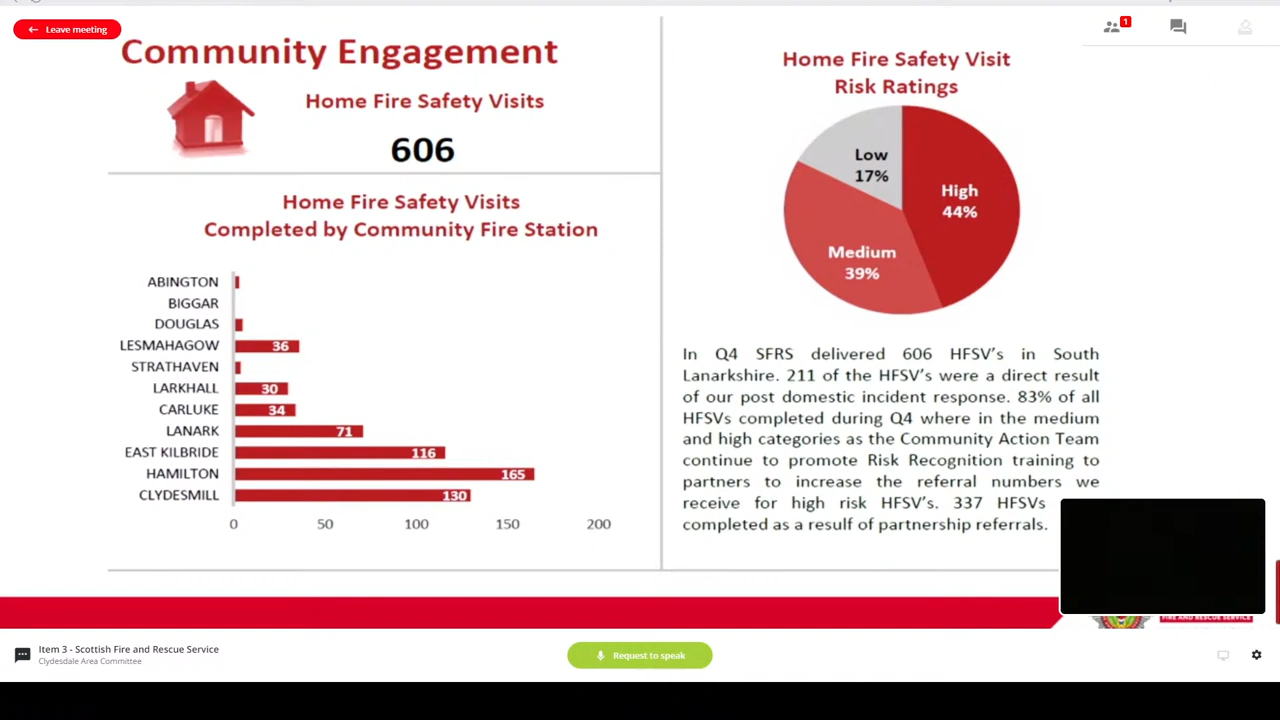 Leave meeting
1
Community Engagement
Home Fire Safety Visits
606
Home Fire Safety Visits
Completed by Community Fire Station
ABINGTON
BIGGAR
DOUGLAS
LESMAHAGOW 36
STRATHAVEN
LARKHALL 30
CARLUKE 34
LANARK 71
EAST KILBRIDE 116
HAMILTON 165
CLYDESMILL 130
0 50 100 150 200
Home Fire Safety Visit
Risk Ratings
Low
17%
High
44%
Medium
39%
In Q4 SFRS delivered 606 HFSV's in South
Lanarkshire. 211 of the HFSV's were a direct result
of our post domestic incident response. 83% of all
HFSVs completed during Q4 where in the medium
and high categories as the Community Action Team
continue to promote Risk Recognition training to
partners to increase the referral numbers we
receive for high risk HFSV's. 337 HFSVs
completed as a resulf of partnership referrals.
FIRE AND RESCUE SERVICE
Item 3 - Scottish Fire and Rescue Service
Clydesdale Area Committee
Request to speak